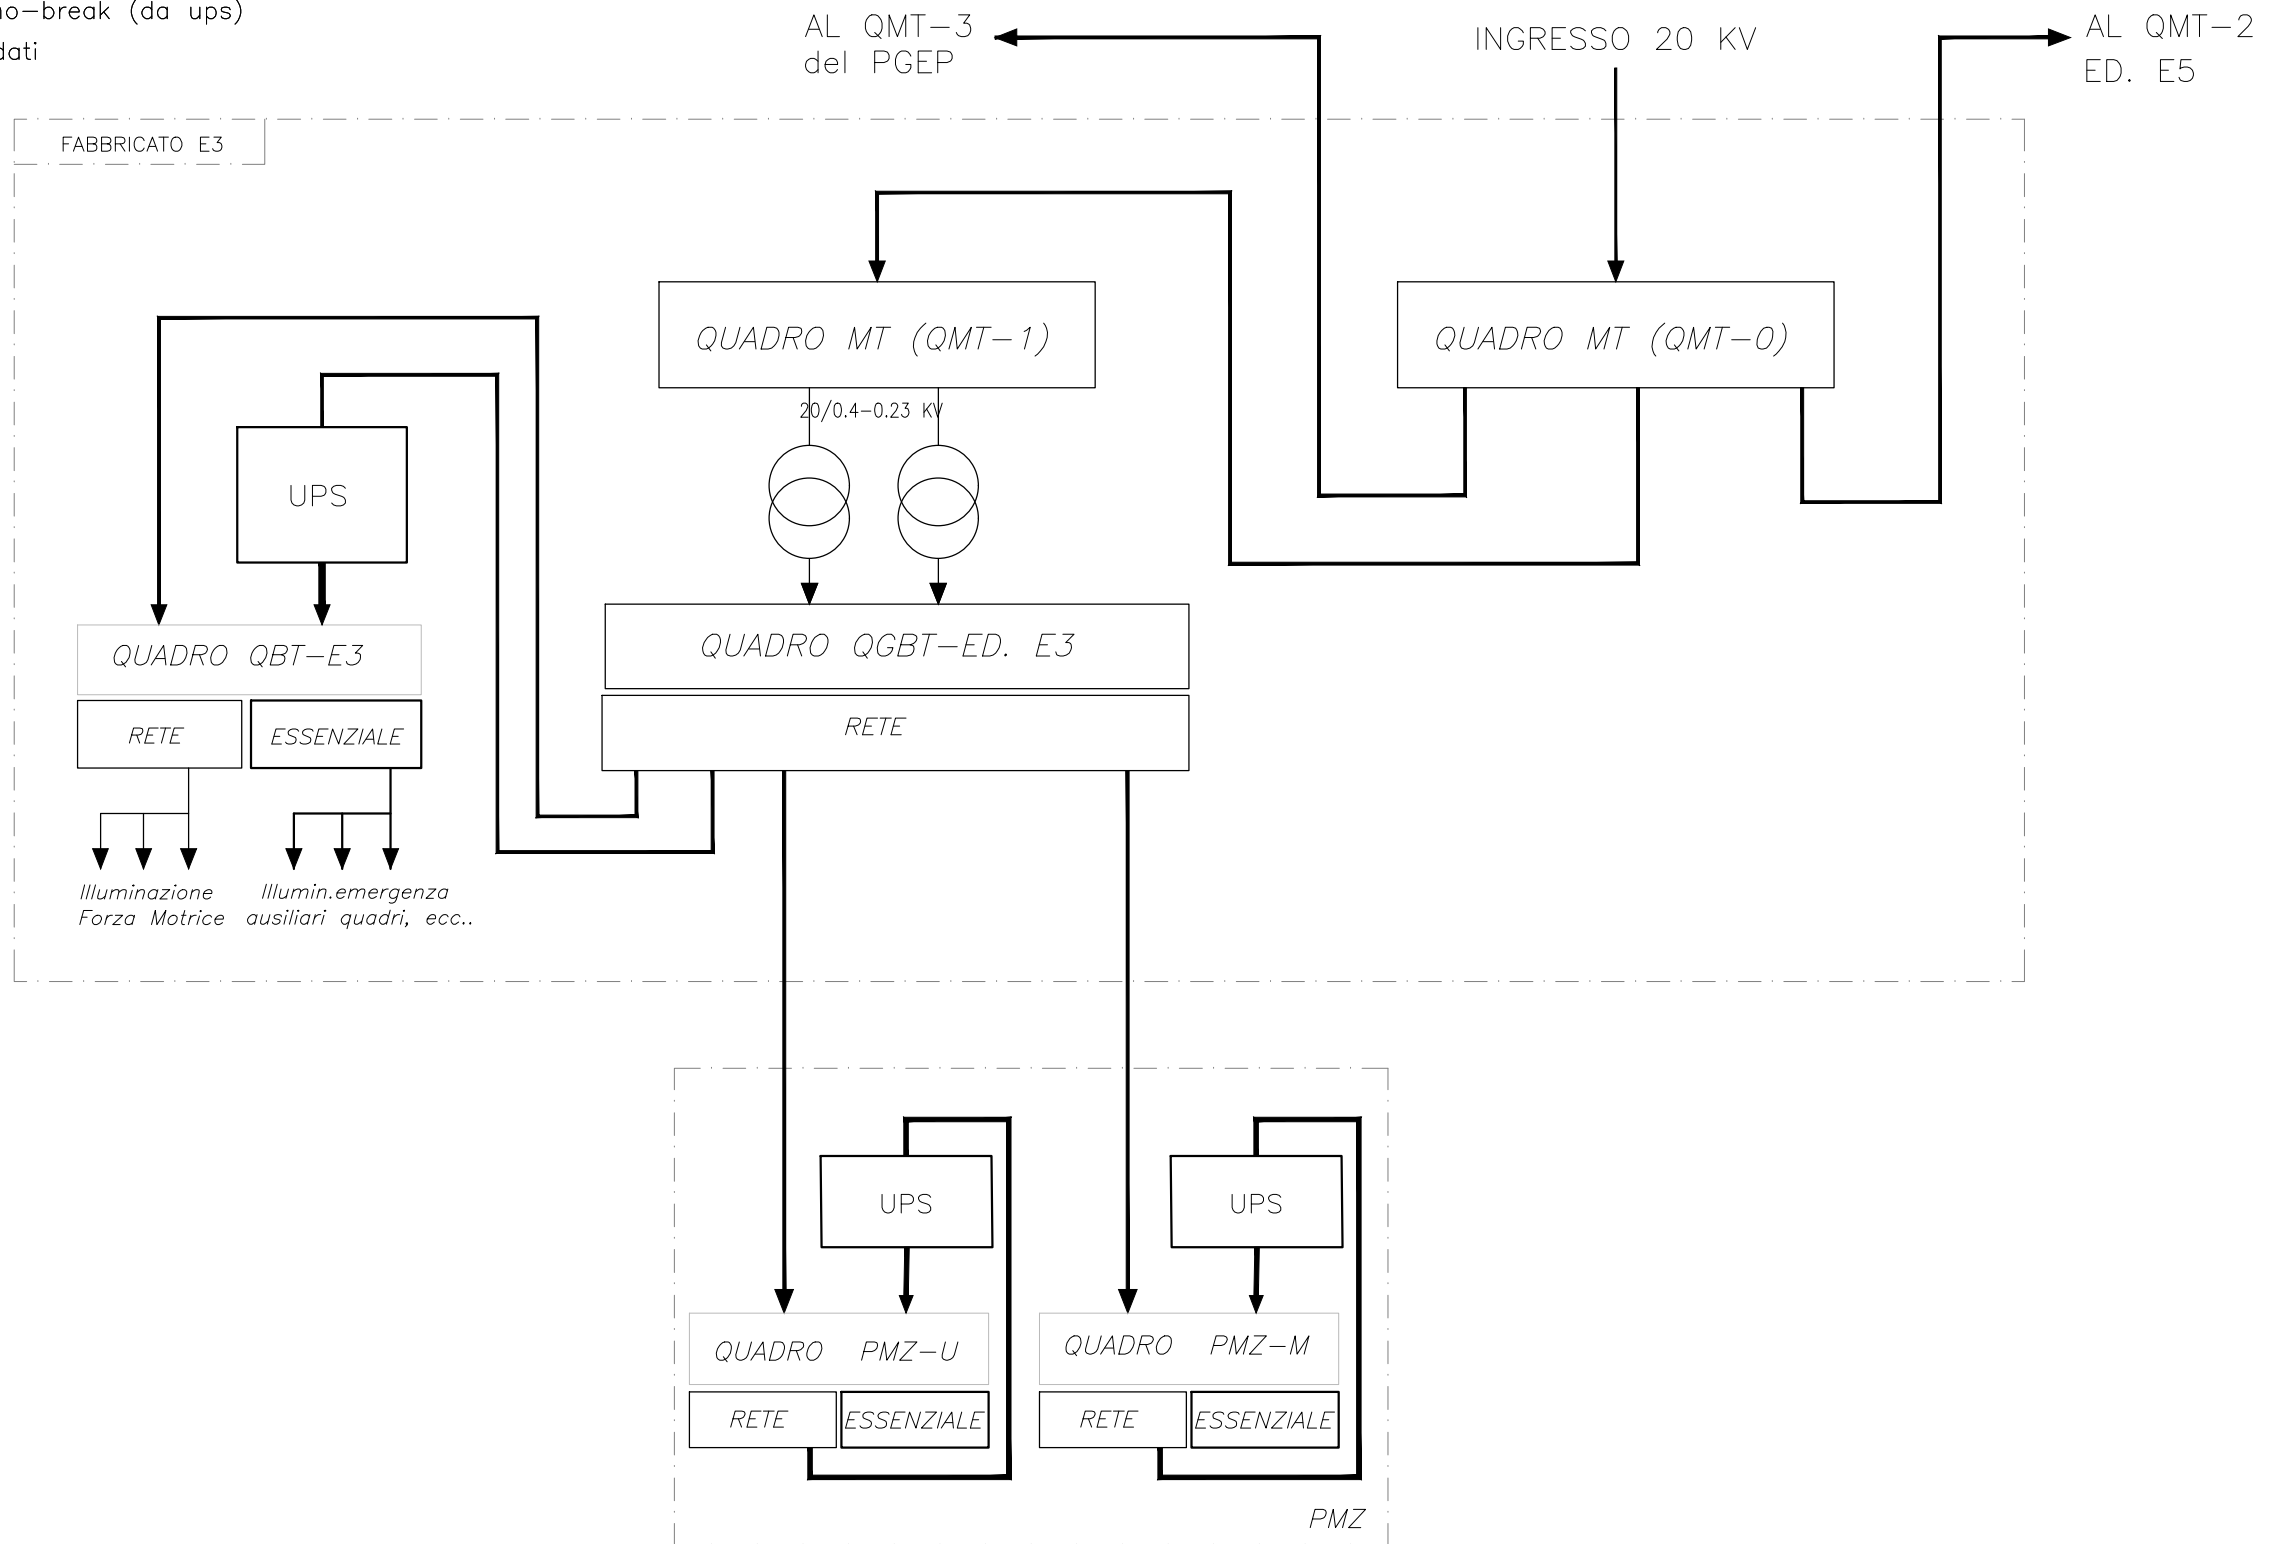 no-break (da ups)
dati
AL QMT-3
del PGEP
INGRESSO 20 KV
AL QMT-2
ED. E5
FABBRICATO E3
QUADRO MT (QMT-1)
QUADRO MT (QMT-0)
20/0.4-0.23 KV
UPS
QUADRO QBT-E3
QUADRO QGBT-ED. E3
RETE
ESSENZIALE
RETE
Illuminazione
Forza Motrice
Illumin.emergenza
ausiliari quadri, ecc..
UPS
UPS
QUADRO PMZ-U
QUADRO PMZ-M
RETE
ESSENZIALE
RETE
ESSENZIALE
PMZ